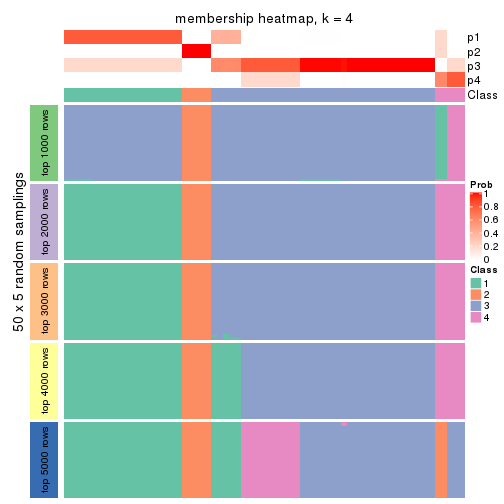 membership heatmap, k = 4
p1
p2
p3
p4
Class
50 x 5 random samplings
top 1000 rows
top 2000 rows
top 3000 rows
top 4000 rows
top 5000 rows
Prob
1
0.8
0.6
0.4
0.2
0
Class
1
2
3
4